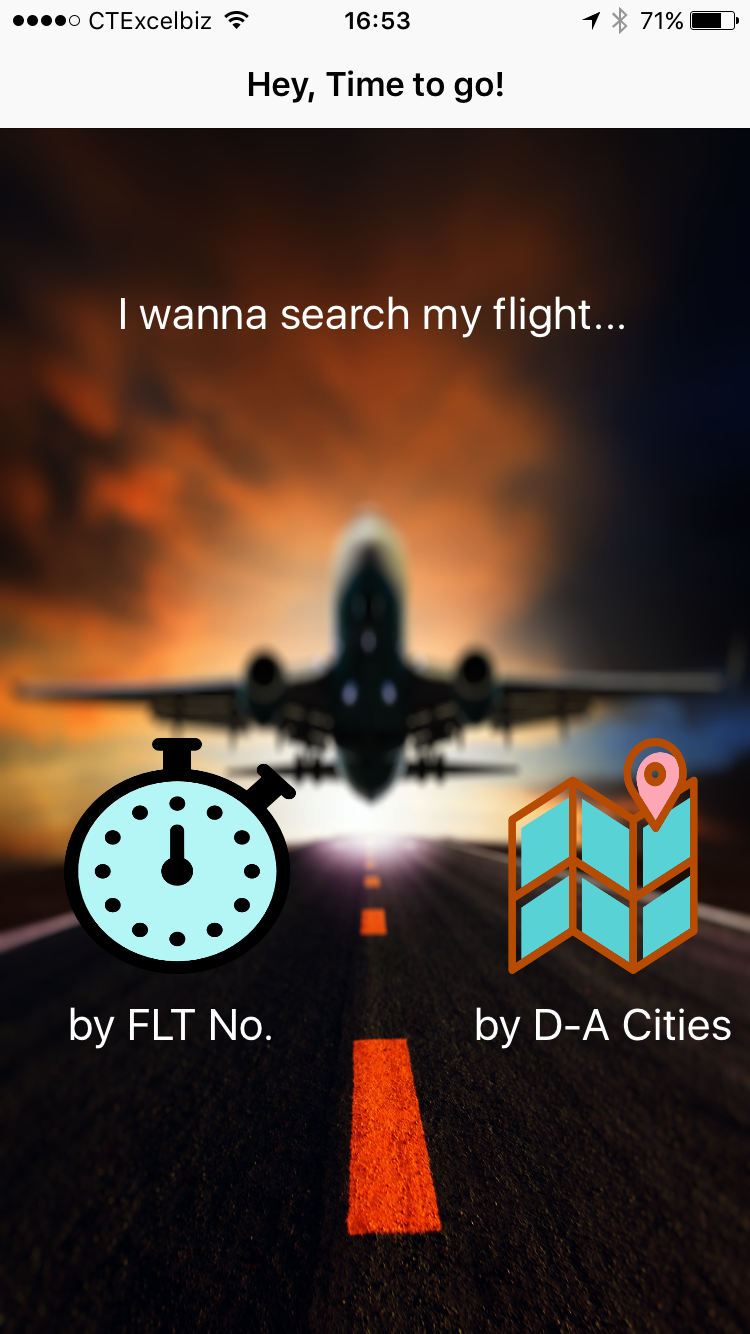 CTExcelbiz 16:53 71%
Hey, Time to go!
I wanna search my flight...
by FLT No. by D-A Cities